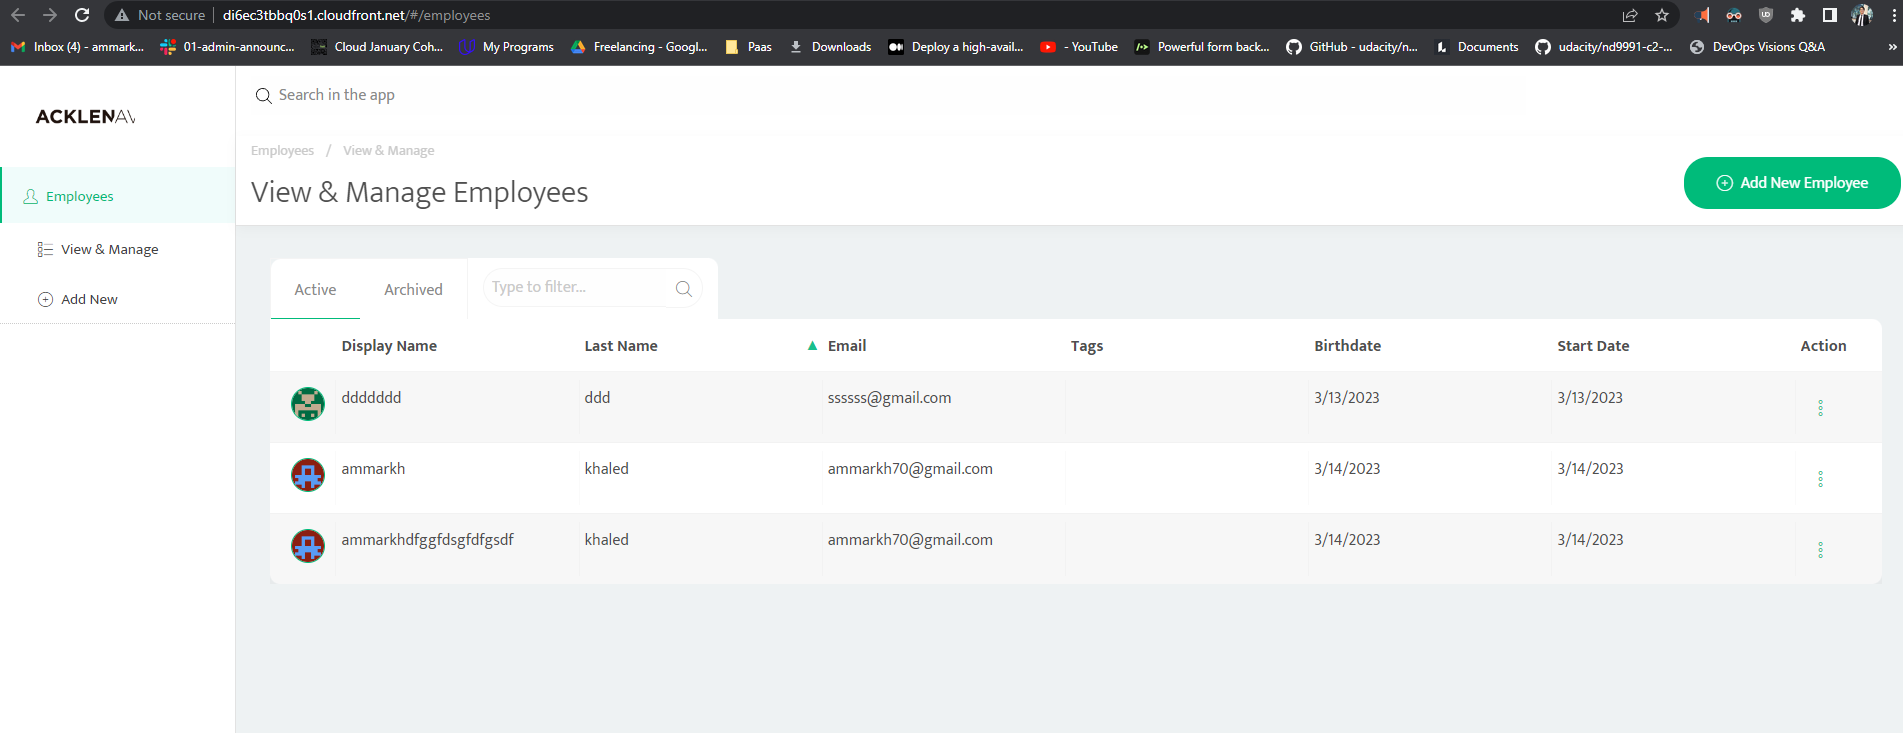 Not secure di6ec3tbbq0s1.cloudfront.net/#/employees
Inbox (4) - ammark... 01-admin-announc... Cloud January Coh... My Programs Freelancing - Googl... Paas Downloads Deploy a high-avail... - YouTube Powerful form back... GitHub - udacity/n... Documents udacity/nd9991-c2-... DevOps Visions Q&A »
Search in the app
ACKLENAV
Employees / View & Manage
View & Manage Employees
Add New Employee
Employees
View & Manage
Add New
Active Archived Type to filter...
Display Name Last Name ▲ Email Tags Birthdate Start Date Action
ddddddd ddd ssssss@gmail.com 3/13/2023 3/13/2023
ammarkh khaled ammarkh70@gmail.com 3/14/2023 3/14/2023
ammarkhdfggfdsgfdfgsdf khaled ammarkh70@gmail.com 3/14/2023 3/14/2023